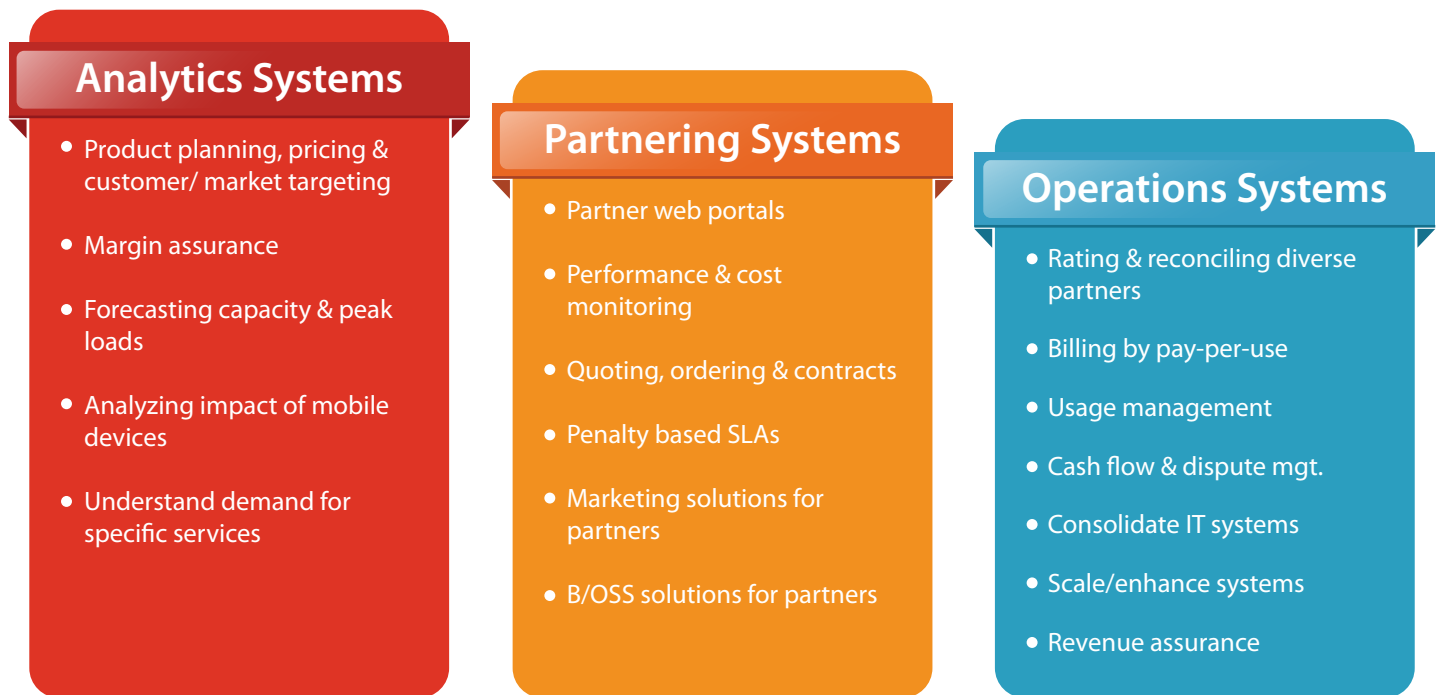 Analytics Systems
Product planning, pricing &
customer/ market targeting
Margin assurance
Forecasting capacity & peak
loads
Analyzing impact of mobile
devices
Understand demand for
specific services
Partnering Systems
Partner web portals
Performance & cost
monitoring
Quoting, ordering & contracts
Penalty based SLAs
Marketing solutions for
partners
B/OSS solutions for partners
Operations Systems
Rating & reconciling diverse
partners
Billing by pay-per-use
Usage management
Cash flow & dispute mgt.
Consolidate IT systems
Scale/enhance systems
Revenue assurance